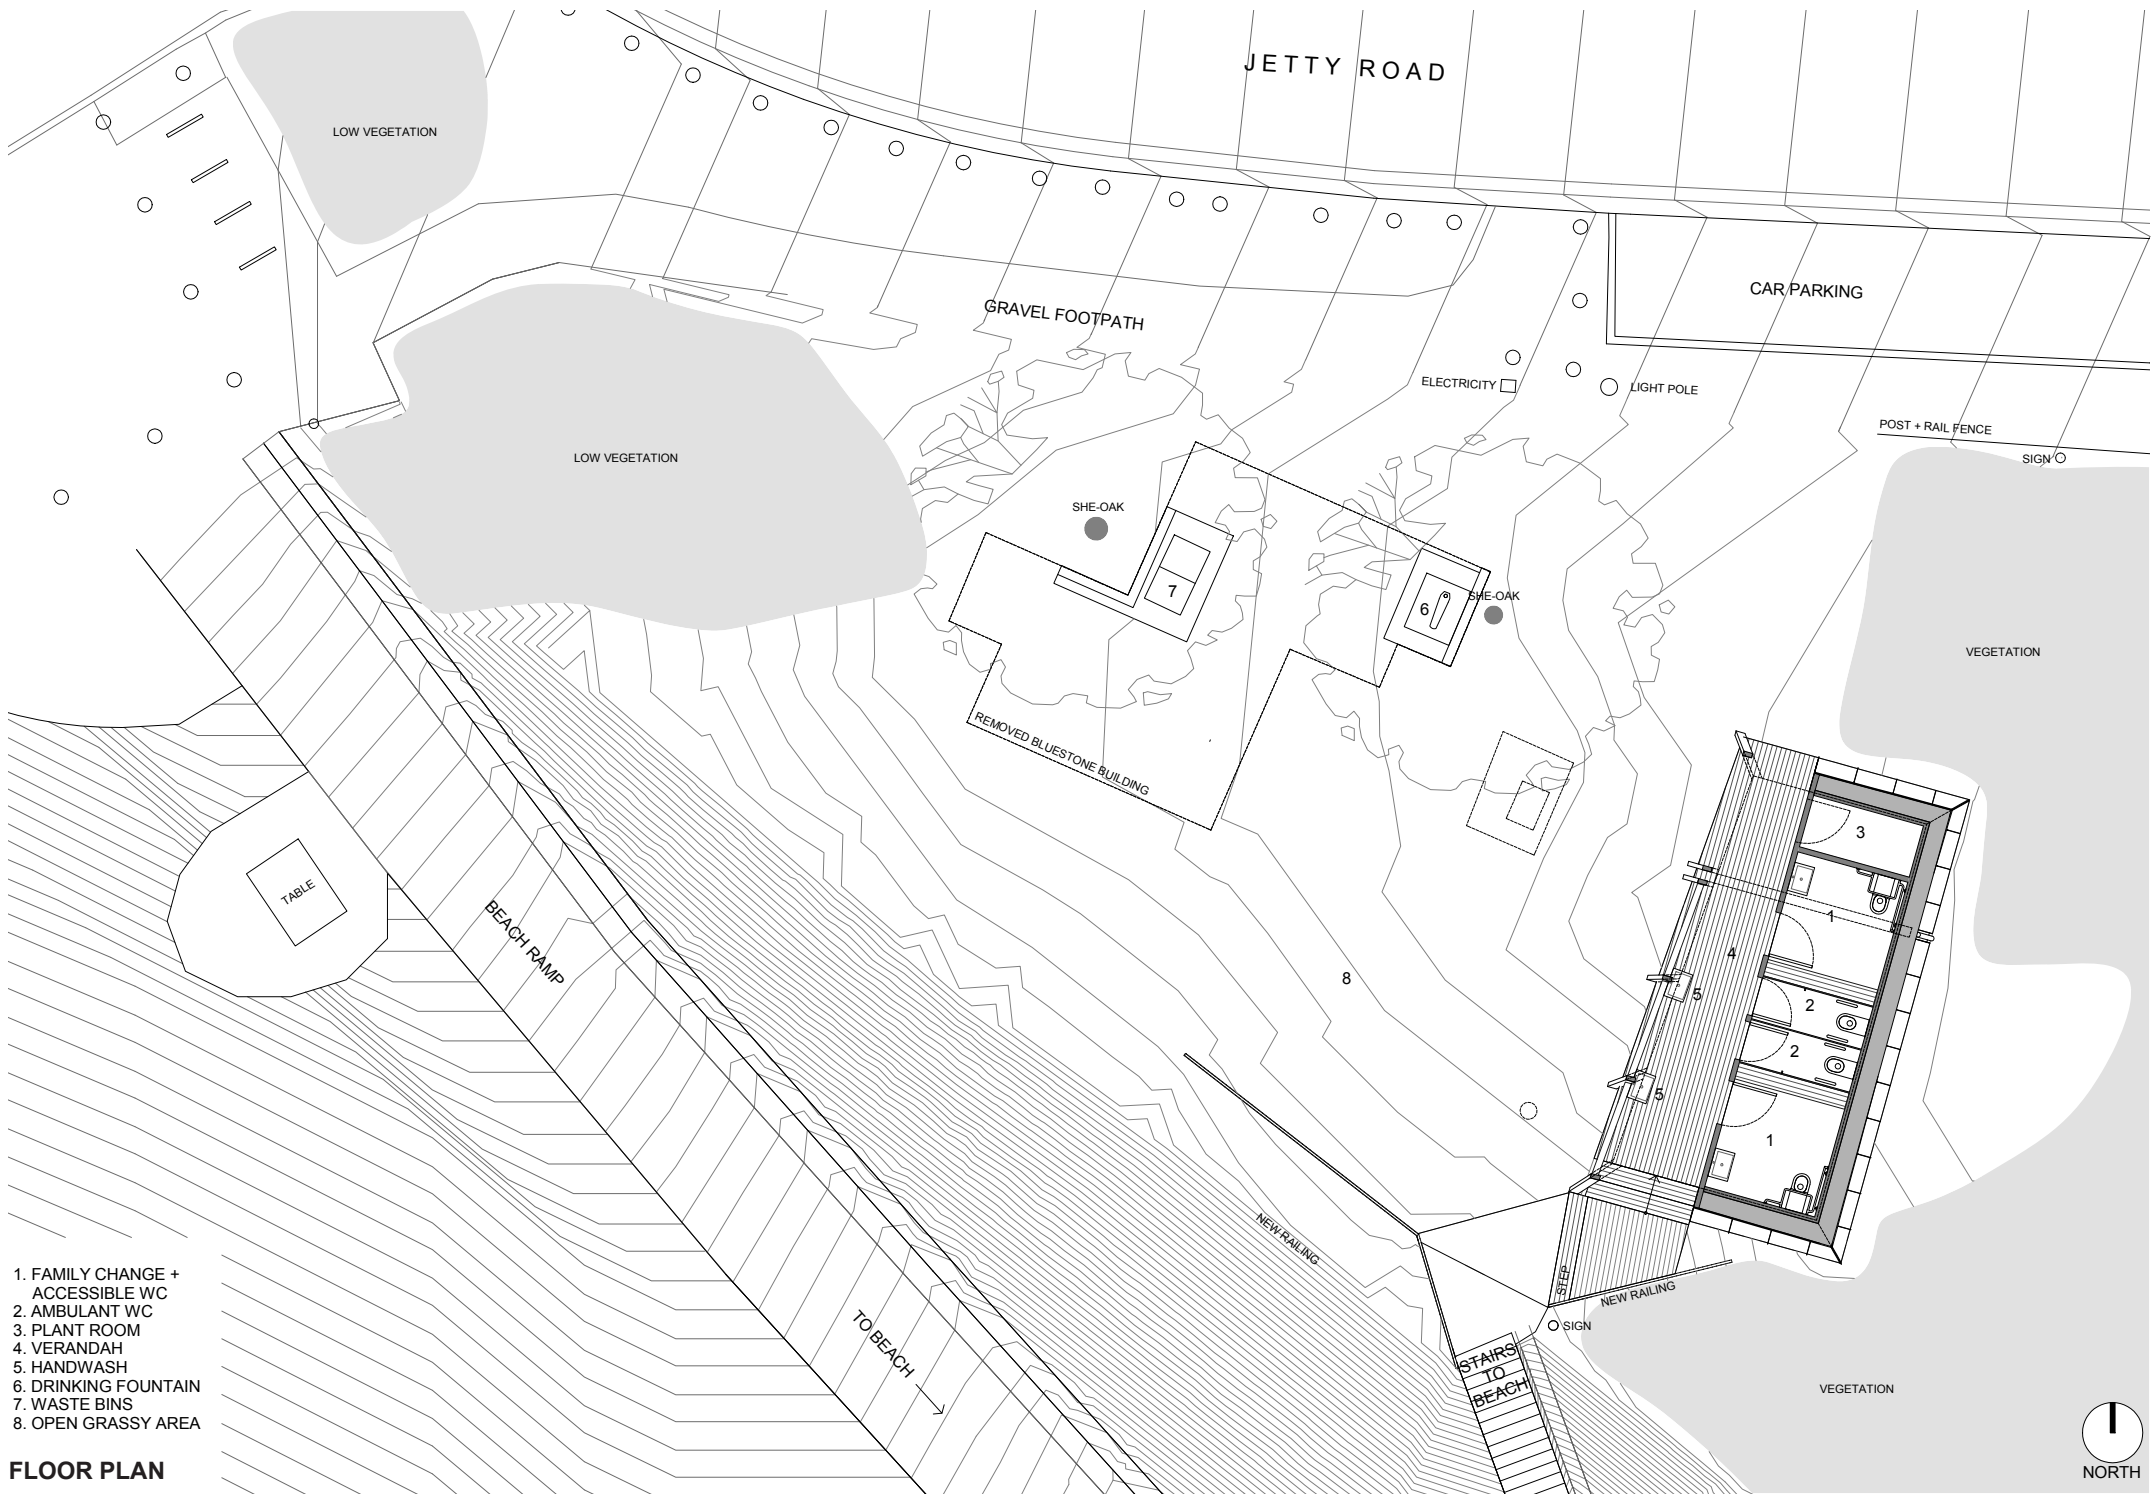 JETTY ROAD
LOW VEGETATION
CAR PARKING
GRAVEL FOOTPATH
ELECTRICITY
LIGHT POLE
POST + RAIL FENCE
SIGN
LOW VEGETATION
SHE-OAK
7
6
SHE-OAK
VEGETATION
REMOVED BLUESTONE BUILDING
3
TABLE
BEACH RAMP
1
4
8
5
2
2
5
1
NEW RAILING
STEP
NEW RAILING
SIGN
TO BEACH
STAIRS
TO
BEACH
VEGETATION
1. FAMILY CHANGE +
ACCESSIBLE WC
2. AMBULANT WC
3. PLANT ROOM
4. VERANDAH
5. HANDWASH
6. DRINKING FOUNTAIN
7. WASTE BINS
8. OPEN GRASSY AREA
FLOOR PLAN
NORTH